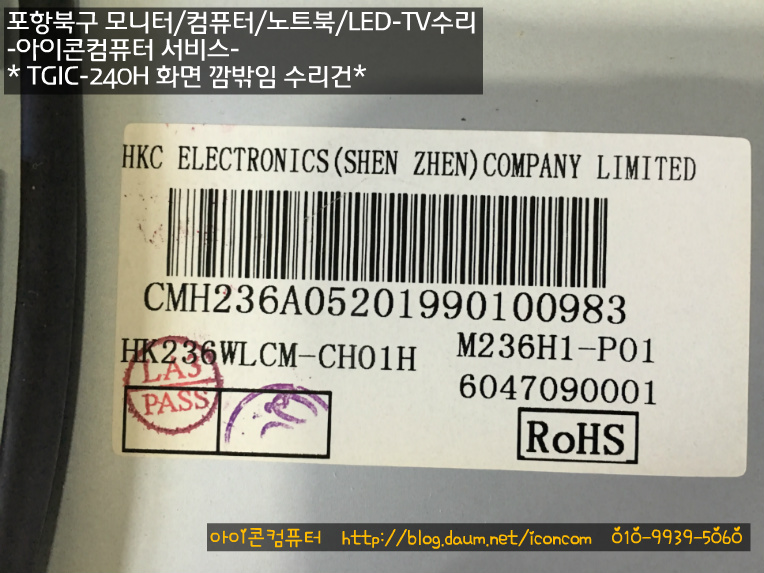 포항북구 모니터/컴퓨터/노트북/LED-TV수리
-아이콘컴퓨터 서비스-
* TGIC-240H 화면 깜밖임 수리건*
HKC ELECTRONICS(SHEN ZHEN)COMPANY LIMITED
CMH236A05201990100983
HK236WLCM-CH01H
M236H1-P01
6047090001
LA3
PASS
RoHS
아이콘컴퓨터 http://blog.daum.net/iconcom 010-9939-5060